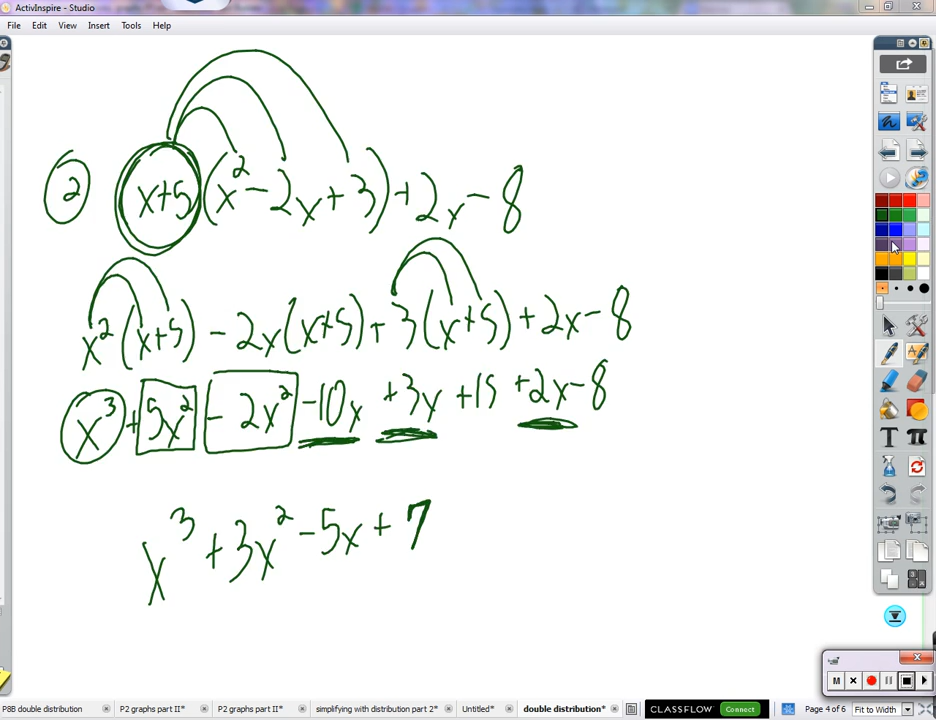 ActivInspire - Studio
File Edit View Insert Tools Help
② x+5 (x² - 2x + 3) + 2x - 8
x²(x+5) - 2x(x+5) + 3(x+5) + 2x - 8
x³ + 5x² - 2x² - 10x + 3x + 15 + 2x - 8
x³ + 3x² - 5x + 7
M
P8B double distribution P2 graphs part II* P2 graphs part II* simplifying with distribution part 2* Untitled* double distribution* CLASSFLOW Connect Page 4 of 6 Fit to Width